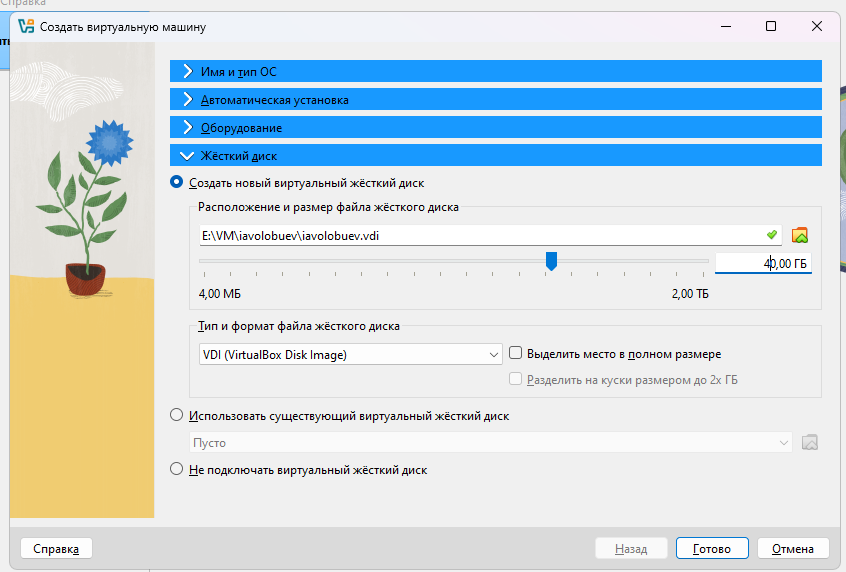 Справка
Создать виртуальную машину
Имя и тип ОС
Автоматическая установка
Оборудование
Жёсткий диск
Создать новый виртуальный жёсткий диск
Расположение и размер файла жёсткого диска
E:\VM\iavolobuev\iavolobuev.vdi
40,00 ГБ
4,00 МБ 2,00 ТБ
Тип и формат файла жёсткого диска
VDI (VirtualBox Disk Image) Выделить место в полном размере
Разделить на куски размером до 2х ГБ
Использовать существующий виртуальный жёсткий диск
Пусто
Не подключать виртуальный жёсткий диск
Справка Назад Готово Отмена